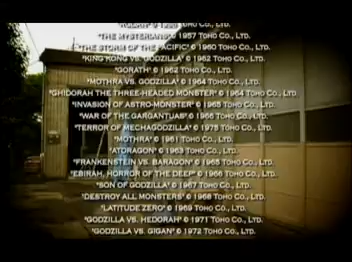 "RODAN" © 1956 TOHO CO., LTD.
"THE MYSTERIANS" © 1957 TOHO CO., LTD.
"THE STORM OF THE PACIFIC" © 1960 TOHO CO., LTD.
"KING KONG VS. GODZILLA" © 1962 TOHO CO., LTD.
"GORATH" © 1962 TOHO CO., LTD.
"MOTHRA VS. GODZILLA" © 1964 TOHO CO., LTD.
"GHIDORAH THE THREE-HEADED MONSTER" © 1964 TOHO CO., LTD.
"INVASION OF ASTRO-MONSTER" © 1965 TOHO CO., LTD.
"WAR OF THE GARGANTUAS" © 1966 TOHO CO., LTD.
"TERROR OF MECHAGODZILLA" © 1975 TOHO CO., LTD.
"MOTHRA" © 1961 TOHO CO., LTD.
"ATORAGON" © 1963 TOHO CO., LTD.
"FRANKENSTEIN VS. BARAGON" © 1965 TOHO CO., LTD.
"EBIRAH, HORROR OF THE DEEP" © 1966 TOHO CO., LTD.
"SON OF GODZILLA" © 1967 TOHO CO., LTD.
"DESTROY ALL MONSTERS" © 1968 TOHO CO., LTD.
"LATITUDE ZERO" © 1969 TOHO CO., LTD.
"GODZILLA VS. HEDORAH" © 1971 TOHO CO., LTD.
"GODZILLA VS. GIGAN" © 1972 TOHO CO., LTD.